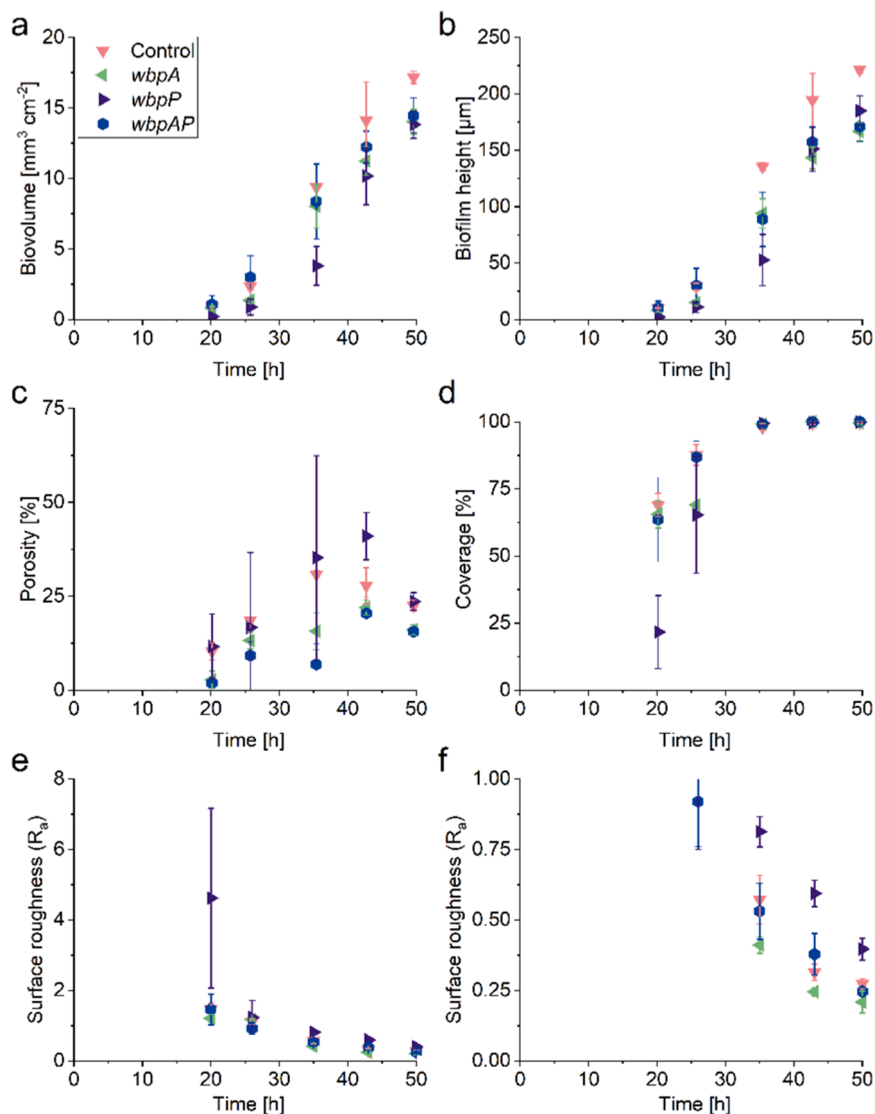 a
Control
wbpA
wbpP
wbpAP
Biovolume [mm³ cm⁻²]
20
15
10
5
0
0 10 20 30 40 50
Time [h]
b
Biofilm height [µm]
250
200
150
100
50
0
0 10 20 30 40 50
Time [h]
c
Porosity [%]
75
50
25
0
0 10 20 30 40 50
Time [h]
d
Coverage [%]
100
75
50
25
0
0 10 20 30 40 50
Time [h]
e
Surface roughness (Rₐ)
8
6
4
2
0
0 10 20 30 40 50
Time [h]
f
Surface roughness (Rₐ)
1.00
0.75
0.50
0.25
0.00
0 10 20 30 40 50
Time [h]